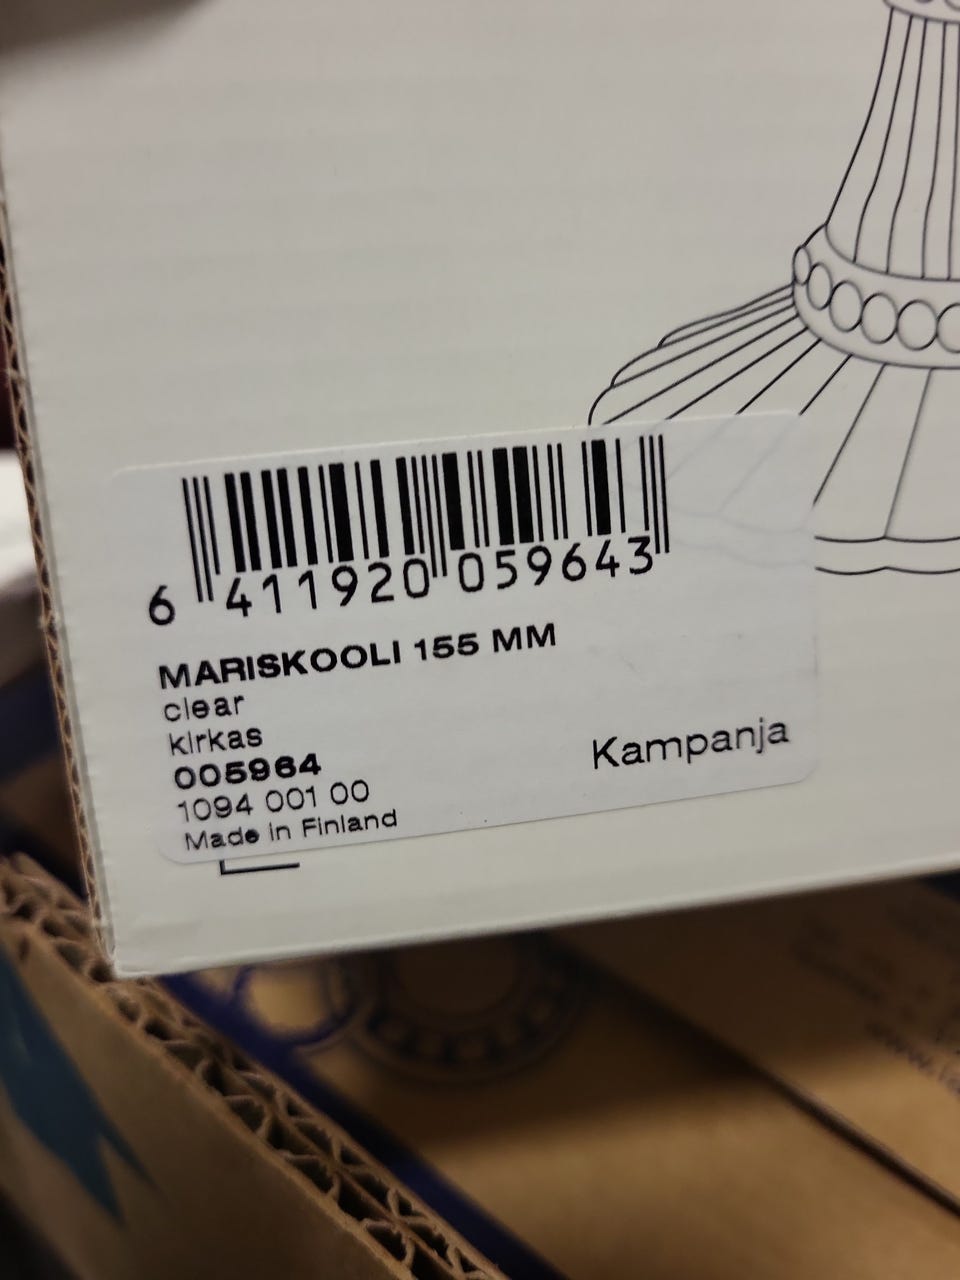 6 411920 059643
MARISKOOLI 155 MM
clear
kirkas
005964
1094 001 00
Made in Finland
Kampanja